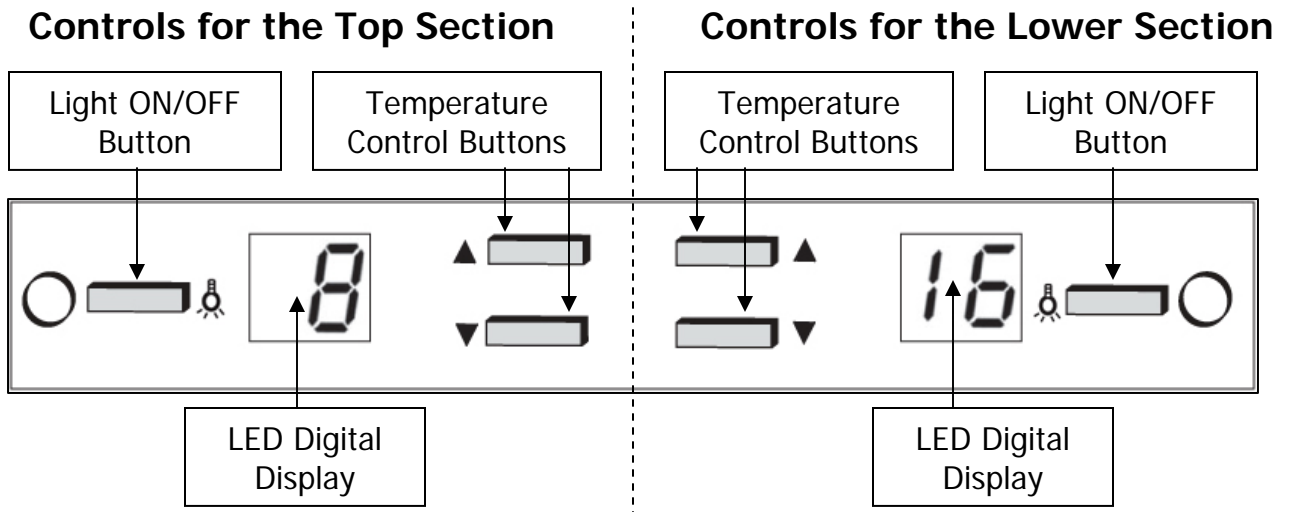 Controls for the Top Section
Controls for the Lower Section
Light ON/OFF
Button
Temperature
Control Buttons
Temperature
Control Buttons
Light ON/OFF
Button
8
16
LED Digital
Display
LED Digital
Display